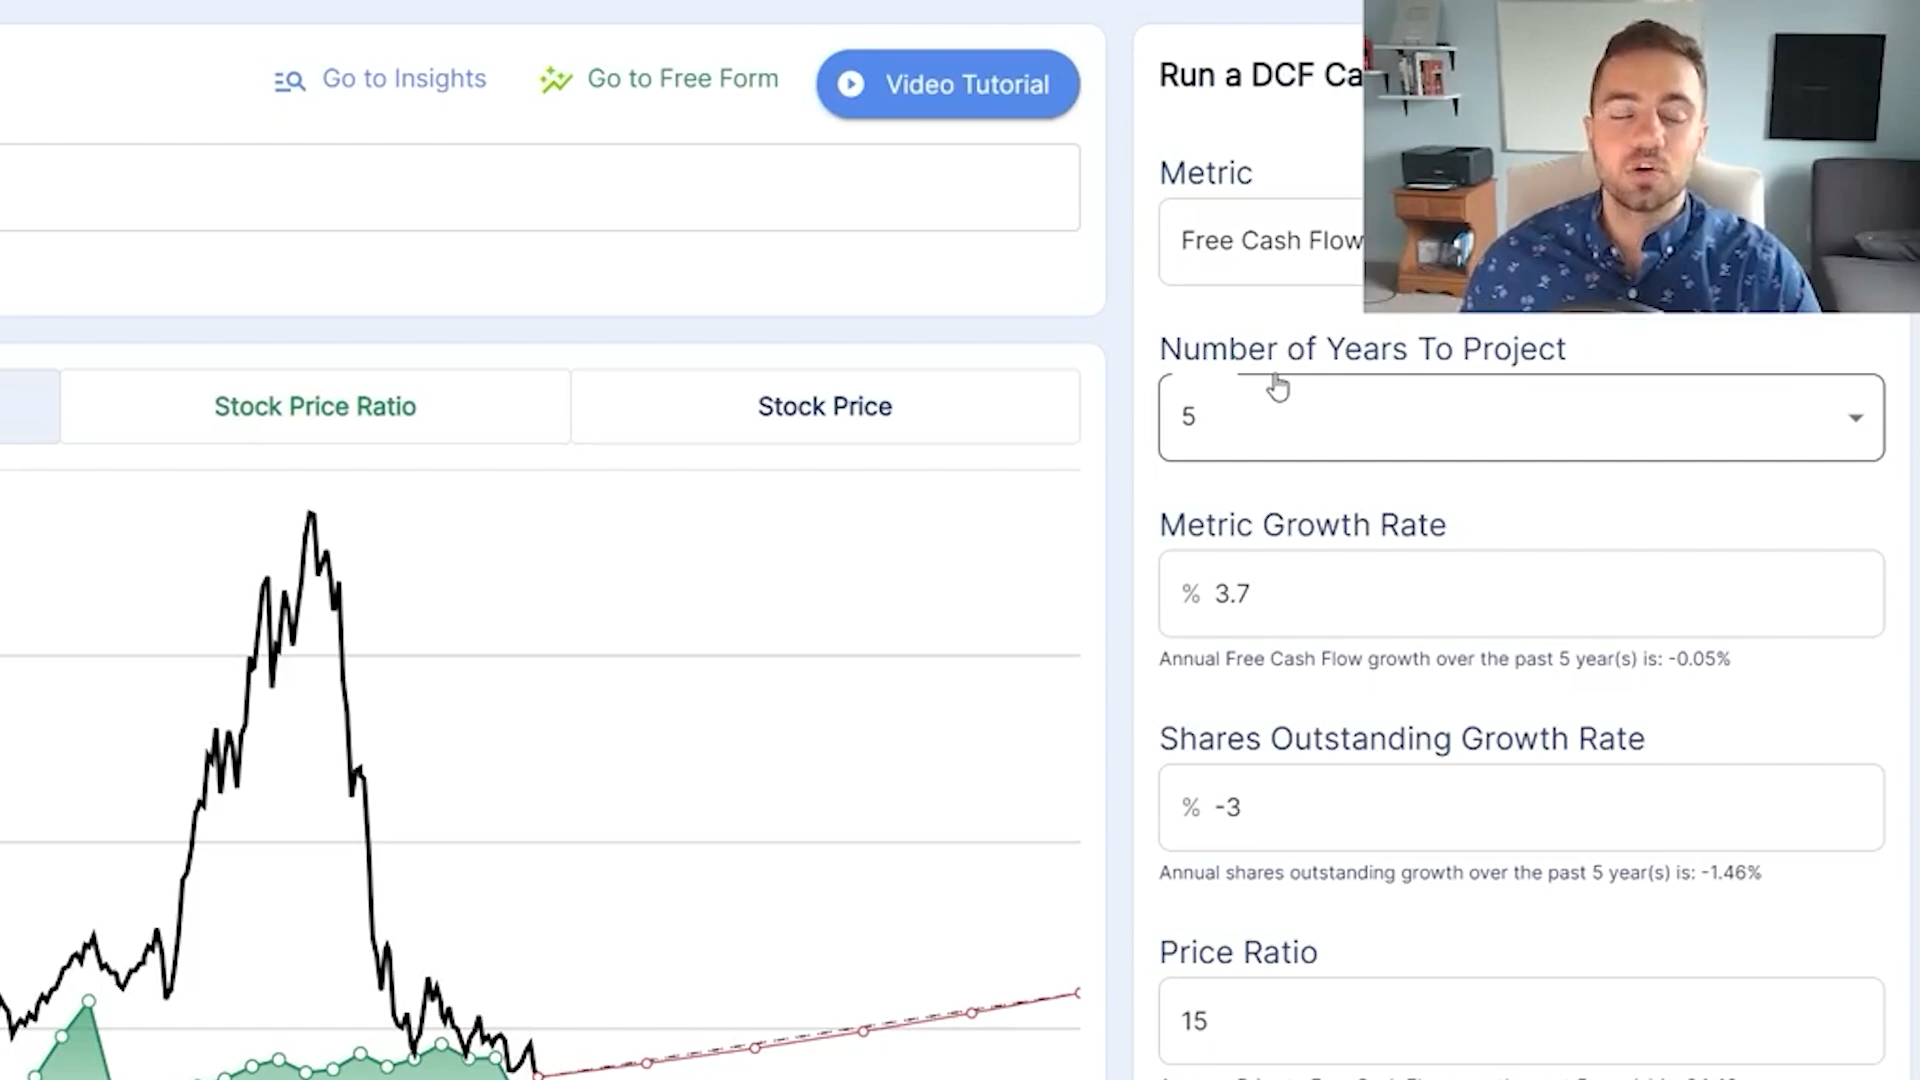 Go to Insights
Go to Free Form
Video Tutorial
Stock Price Ratio
Stock Price
Run a DCF
Metric
Free Cash Flow
Number of Years To Project
5
Metric Growth Rate
% 3.7
Annual Free Cash Flow growth over the past 5 year(s) is: -0.05%
Shares Outstanding Growth Rate
% -3
Annual shares outstanding growth over the past 5 year(s) is: -1.46%
Price Ratio
15